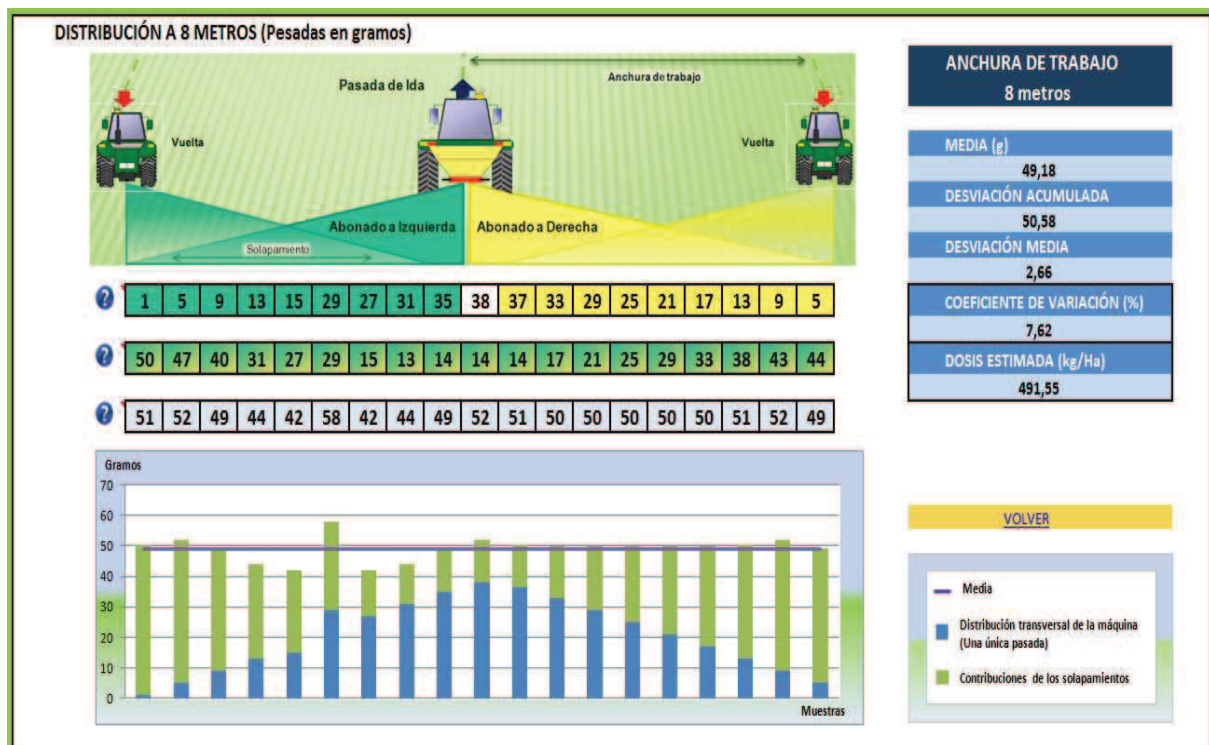 DISTRIBUCIÓN A 8 METROS (Pesadas en gramos)
Pasada de Ida
Anchura de trabajo
Vuelta
Vuelta
Abonado a Izquierda
Abonado a Derecha
Solapamiento
? 1 5 9 13 15 29 27 31 35 38 37 33 29 25 21 17 13 9 5
? 50 47 40 31 27 29 15 13 14 14 14 17 21 25 29 33 38 43 44
? 51 52 49 44 42 58 42 44 49 52 51 50 50 50 50 50 51 52 49
Gramos
70
60
50
40
30
20
10
0
Muestras
ANCHURA DE TRABAJO
8 metros
MEDIA (g)
49,18
DESVIACIÓN ACUMULADA
50,58
DESVIACIÓN MEDIA
2,66
COEFICIENTE DE VARIACIÓN (%)
7,62
DOSIS ESTIMADA (kg/Ha)
491,55
VOLVER
Media
Distribución transversal de la máquina
(Una única pasada)
Contribuciones de los solapamientos